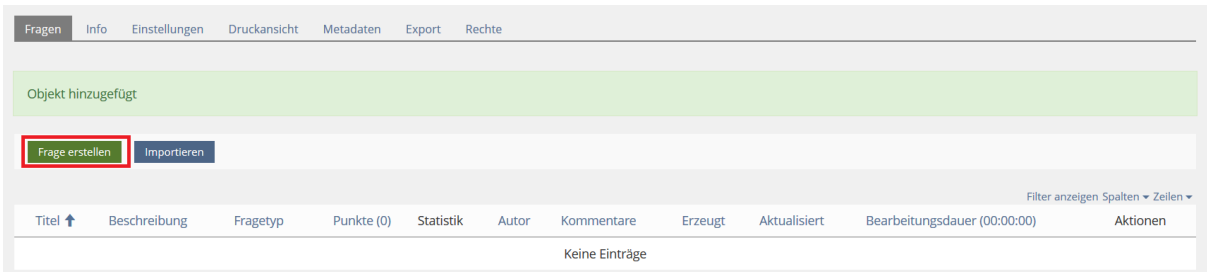 Fragen Info Einstellungen Druckansicht Metadaten Export Rechte
Objekt hinzugefügt
Frage erstellen Importieren
Filter anzeigen Spalten Zeilen
Titel Beschreibung Fragetyp Punkte (0) Statistik Autor Kommentare Erzeugt Aktualisiert Bearbeitungsdauer (00:00:00) Aktionen
Keine Einträge